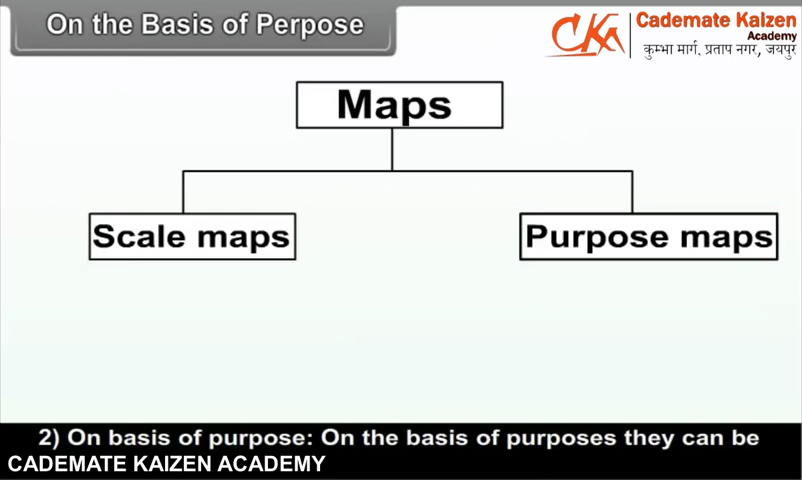 On the Basis of Perpose
CKA
Cademate Kaizen
Academy
कुम्भा मार्ग, प्रताप नगर, जयपुर
Maps
Scale maps
Purpose maps
2) On basis of purpose: On the basis of purposes they can be
CADEMATE KAIZEN ACADEMY